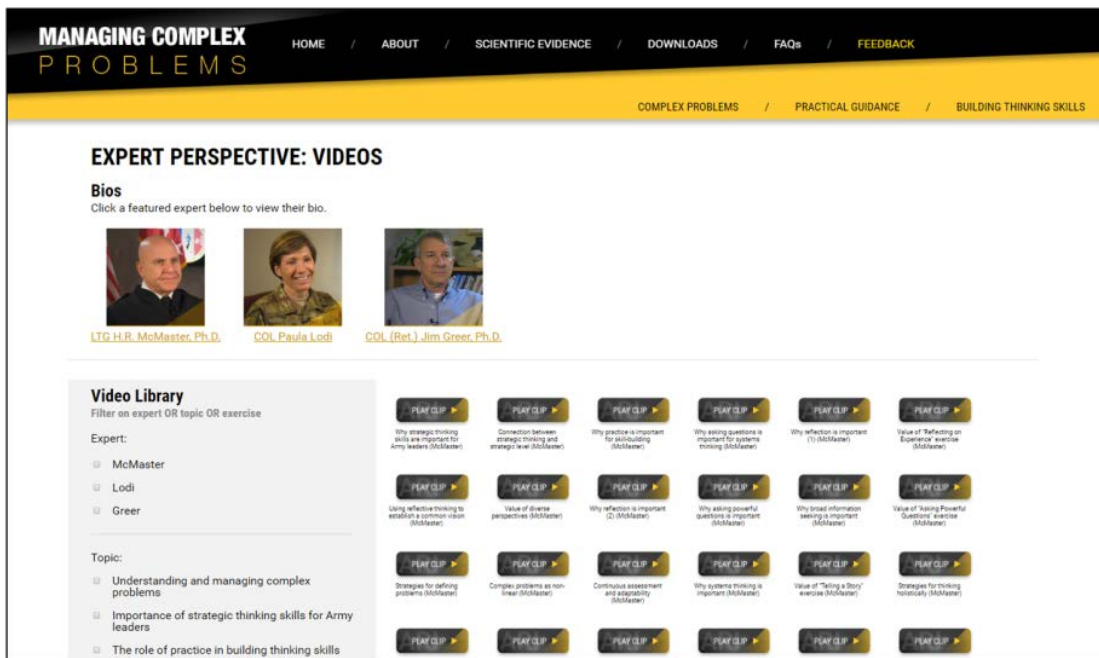 MANAGING COMPLEX
PROBLEMS
HOME / ABOUT / SCIENTIFIC EVIDENCE / DOWNLOADS / FAQs / FEEDBACK
COMPLEX PROBLEMS / PRACTICAL GUIDANCE / BUILDING THINKING SKILLS
EXPERT PERSPECTIVE: VIDEOS
Bios
Click a featured expert below to view their bio.
LTG H.R. McMaster, Ph.D.
COL Paula Lodi
COL (Ret.) Jim Greer, Ph.D.
Video Library
Filter on expert OR topic OR exercise
Expert:
McMaster
Lodi
Greer
Topic:
Understanding and managing complex
problems
Importance of strategic thinking skills for Army
leaders
The role of practice in building thinking skills
PLAY CLIP
Why strategic thinking
skills are important for
Army leaders (McMaster)
PLAY CLIP
Connection between
strategic thinking and
strategic level (McMaster)
PLAY CLIP
Why practice is important
for skill-building
(McMaster)
PLAY CLIP
Why asking questions is
important for systems
thinking (McMaster)
PLAY CLIP
Why reflection is important
(1) (McMaster)
PLAY CLIP
Value of "Reflecting on
Experience" exercise
(McMaster)
PLAY CLIP
Using reflective thinking to
establish a common vision
(McMaster)
PLAY CLIP
Value of diverse
perspectives (McMaster)
PLAY CLIP
Why reflection is important
(2) (McMaster)
PLAY CLIP
Why asking powerful
questions is important
(McMaster)
PLAY CLIP
Why broad information
seeking is important
(McMaster)
PLAY CLIP
Value of "Asking Powerful
Questions" exercise
(McMaster)
PLAY CLIP
Strategies for defining
problems (McMaster)
PLAY CLIP
Complex problems as non-
linear (McMaster)
PLAY CLIP
Continuous assessment
and adaptability
(McMaster)
PLAY CLIP
Why systems thinking is
important (McMaster)
PLAY CLIP
Value of "Telling a Story"
exercise (McMaster)
PLAY CLIP
Strategies for thinking
holistically (McMaster)
PLAY CLIP
PLAY CLIP
PLAY CLIP
PLAY CLIP
PLAY CLIP
PLAY CLIP